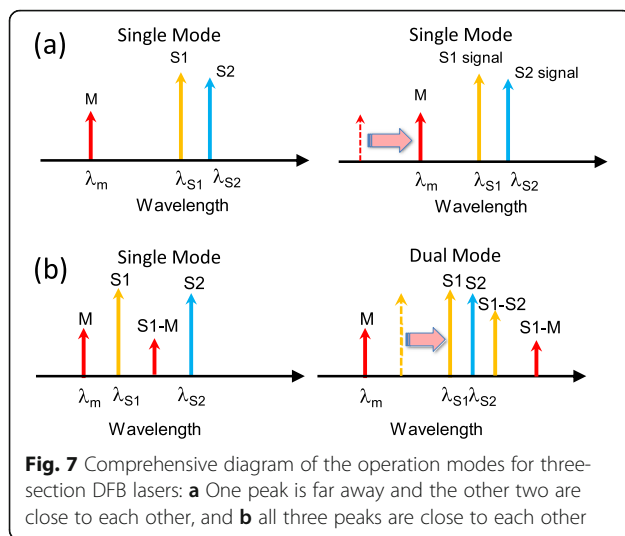 (a)
Single Mode
S1
S2
M
λm
λS1
λS2
Wavelength
Single Mode
S1 signal
S2 signal
M
λm
λS1
λS2
Wavelength
(b)
Single Mode
S1
S2
M
S1-M
λm
λS1
λS2
Wavelength
Dual Mode
S1
S2
S1-S2
M
S1-M
λm
λS1
λS2
Wavelength
Fig. 7 Comprehensive diagram of the operation modes for three-
section DFB lasers: a One peak is far away and the other two are
close to each other, and b all three peaks are close to each other